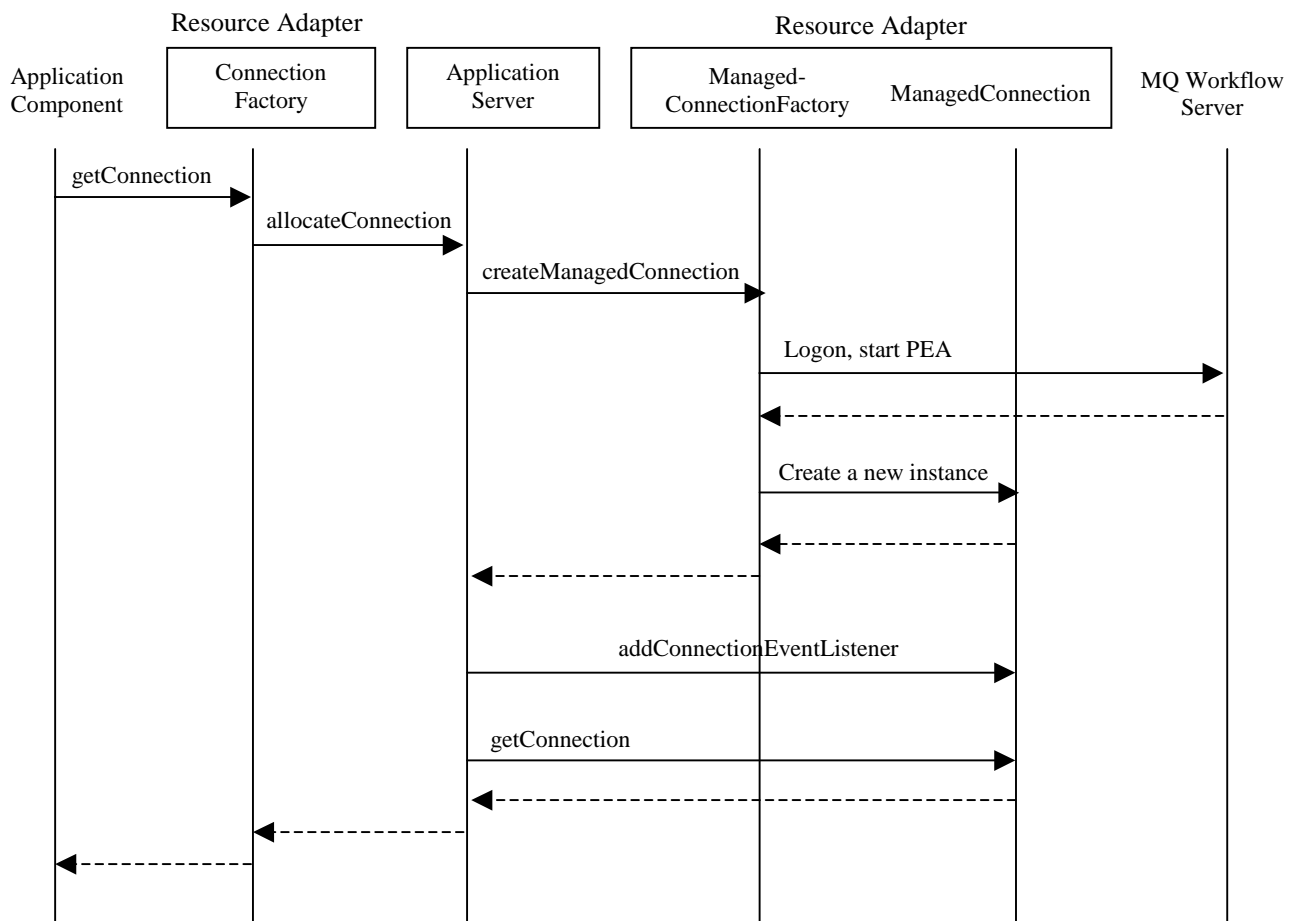 Resource Adapter
Resource Adapter
Application
Component
Connection
Factory
Application
Server
Managed-
ConnectionFactory
ManagedConnection
MQ Workflow
Server
getConnection
allocateConnection
createManagedConnection
Logon, start PEA
Create a new instance
addConnectionEventListener
getConnection